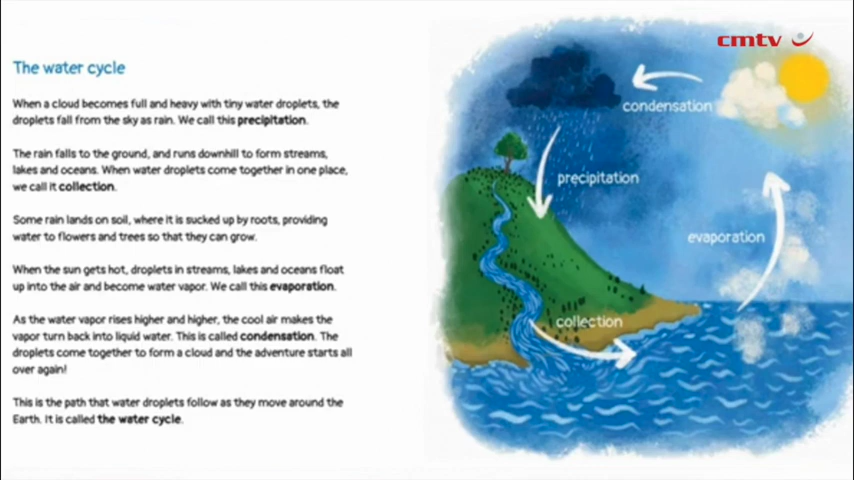 cmtv
The water cycle
When a cloud becomes full and heavy with tiny water droplets, the
droplets fall from the sky as rain. We call this precipitation.
The rain falls to the ground, and runs downhill to form streams,
lakes and oceans. When water droplets come together in one place,
we call it collection.
Some rain lands on soil, where it is sucked up by roots, providing
water to flowers and trees so that they can grow.
When the sun gets hot, droplets in streams, lakes and oceans float
up into the air and become water vapor. We call this evaporation.
As the water vapor rises higher and higher, the cool air makes the
vapor turn back into liquid water. This is called condensation. The
droplets come together to form a cloud and the adventure starts all
over again!
This is the path that water droplets follow as they move around the
Earth. It is called the water cycle.
condensation
precipitation
evaporation
collection